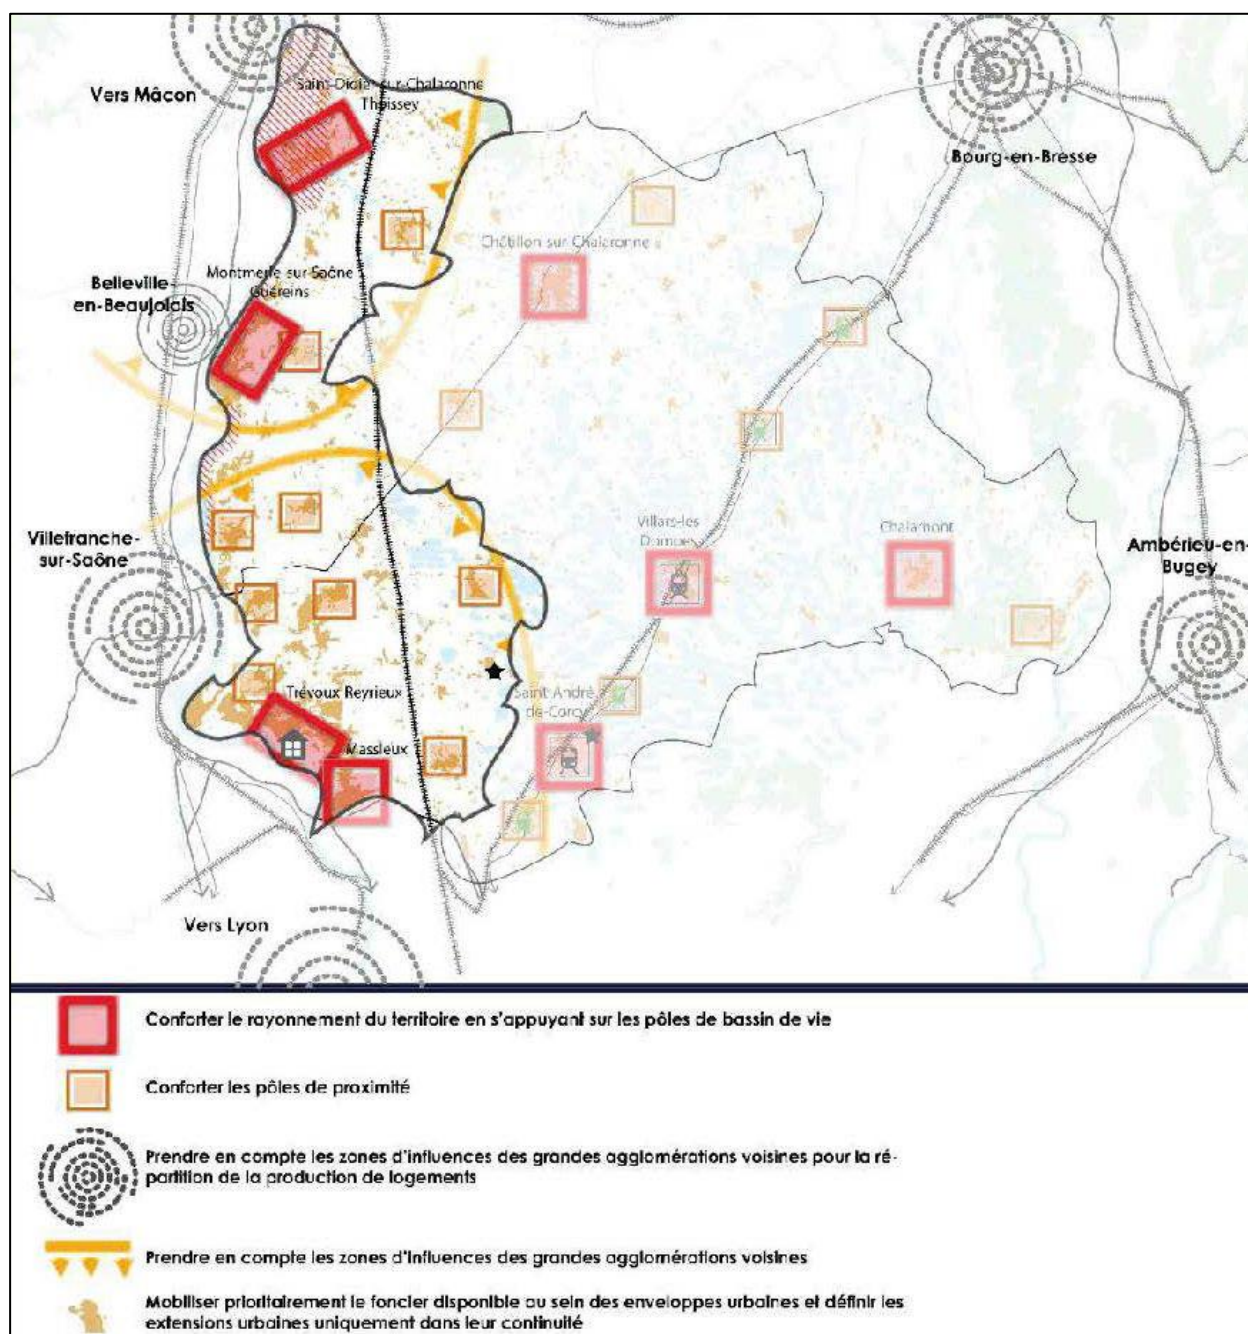 Saint-Didier-sur-Chalaronne
Thoissey
Vers Mâcon
Bourg-en-Bresse
Châtillon sur Chalaronne
Belleville-
en-Beaujolais
Montmerle sur Saône
Guéreins
Villefranche-
sur-Saône
Villars-les
Dombes
Chalamont
Ambérieu-en-
Bugey
Trévoux Reyrieux
Saint-André
de-Corcy
Massieux
Vers Lyon
Conforter le rayonnement du territoire en s'appuyant sur les pôles de bassin de vie
Conforter les pôles de proximité
Prendre en compte les zones d'influences des grandes agglomérations voisines pour la ré-
partition de la production de logements
Prendre en compte les zones d'influences des grandes agglomérations voisines
Mobiliser prioritairement le foncier disponible au sein des enveloppes urbaines et définir les
extensions urbaines uniquement dans leur continuité